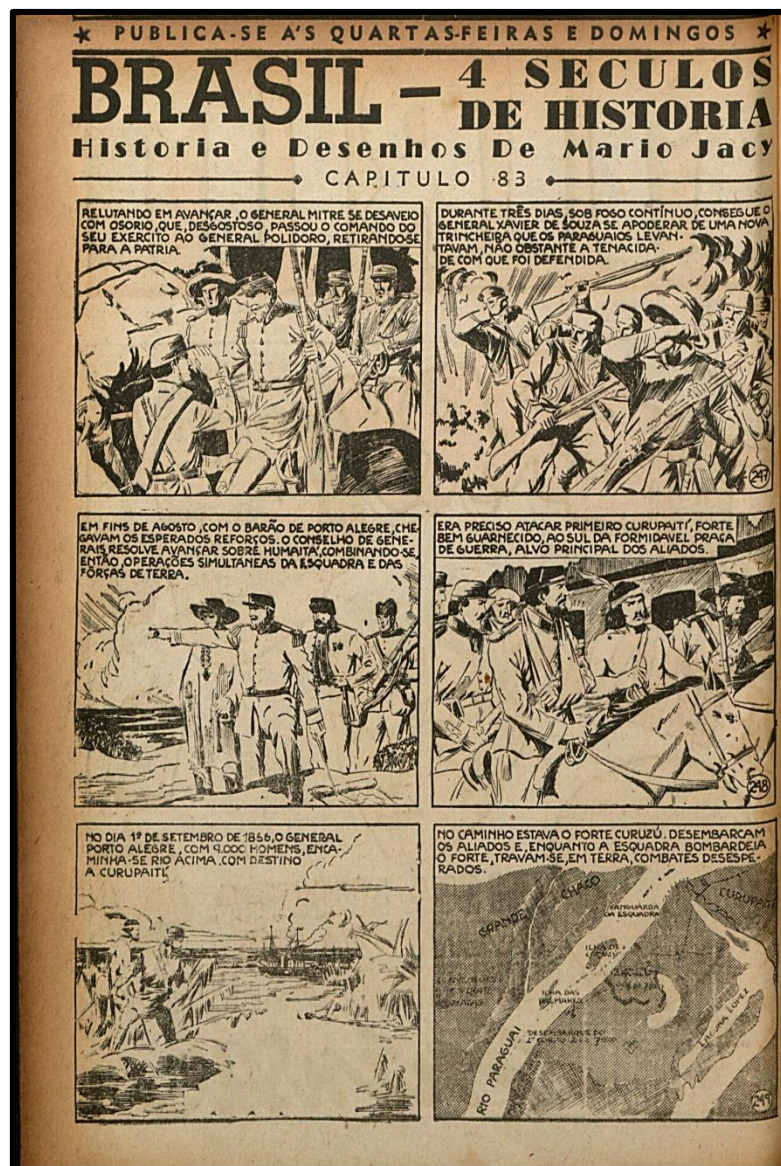 ★ PUBLICA-SE A'S QUARTAS-FEIRAS E DOMINGOS ★
BRASIL - 4 SECULOS
DE HISTORIA
Historia e Desenhos De Mario Jacy
CAPITULO 83
RELUTANDO EM AVANÇAR, O GENERAL MITRE SE DESAVEIO
COM OSORIO, QUE, DESGOSTOSO, PASSOU O COMANDO DO
SEU EXERCITO AO GENERAL POLIDORO, RETIRANDO-SE
PARA A PATRIA.
DURANTE TRÊS DIAS, SOB FOGO CONTÍNUO, CONSEGUE O
GENERAL XAVIER DE SOUZA SE APODERAR DE UMA NOVA
TRINCHEIRA QUE OS PARAGUAIOS LEVAN-
TAVAM, NÃO OBSTANTE A TENACIDA-
DE COM QUE FOI DEFENDIDA.
247
EM FINS DE AGOSTO, COM O BARÃO DE PORTO ALEGRE, CHE-
GAVAM OS ESPERADOS REFORÇOS. O CONSELHO DE GENE-
RAIS RESOLVE AVANÇAR SOBRE HUMAITÁ, COMBINANDO-SE,
ENTÃO, OPERAÇÕES SIMULTANEAS DA ESQUADRA E DAS
FÔRÇAS DE TERRA.
ERA PRECISO ATACAR PRIMEIRO CURUPAITÍ, FORTE
BEM GUARNECIDO, AO SUL DA FORMIDAVEL PRAÇA
DE GUERRA, ALVO PRINCIPAL DOS ALIADOS.
248
NO DIA 1º DE SETEMBRO DE 1866, O GENERAL
PORTO ALEGRE, COM 9.000 HOMENS, ENCA-
MINHA-SE RIO ÁCIMA, COM DESTINO
A CURUPAITÍ.
NO CAMINHO ESTAVA O FORTE CURUZÚ. DESEMBARCAM
OS ALIADOS E, ENQUANTO A ESQUADRA BOMBARDEIA
O FORTE, TRAVAM-SE, EM TERRA, COMBATES DESESPE-
RADOS.
GRANDE CHACO
VANGUARDA
DA ESQUADRA
ILHA DE
ILHA DAS
PALMARES
DESEMBARQUE DO
RIO PARAGUAI
LAGUNA LOPEZ
249